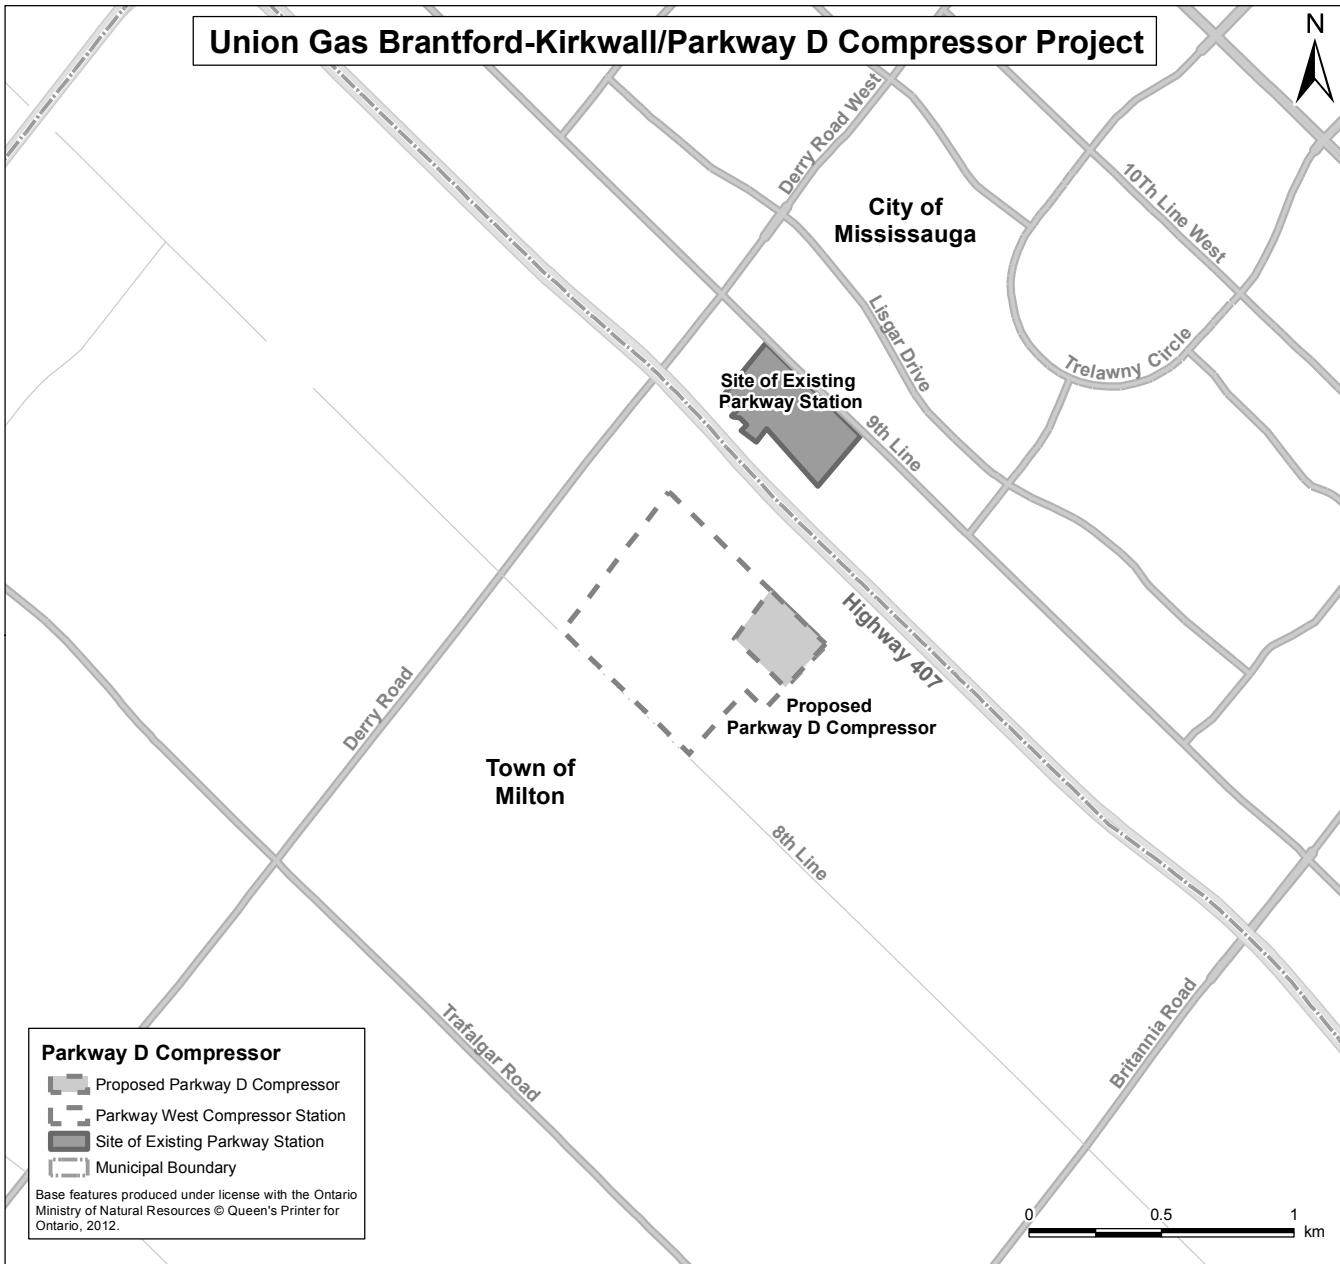 Union Gas Brantford-Kirkwall/Parkway D Compressor Project
N
Derry Road West
City of
Mississauga
10Th Line West
Lisgar Drive
Trelawny Circle
Site of Existing
Parkway Station
9th Line
Highway 407
Proposed
Parkway D Compressor
Derry Road
Town of
Milton
8th Line
Trafalgar Road
Britannia Road
Parkway D Compressor
Proposed Parkway D Compressor
Parkway West Compressor Station
Site of Existing Parkway Station
Municipal Boundary
Base features produced under license with the Ontario
Ministry of Natural Resources © Queen's Printer for
Ontario, 2012.
0 0.5 1
km